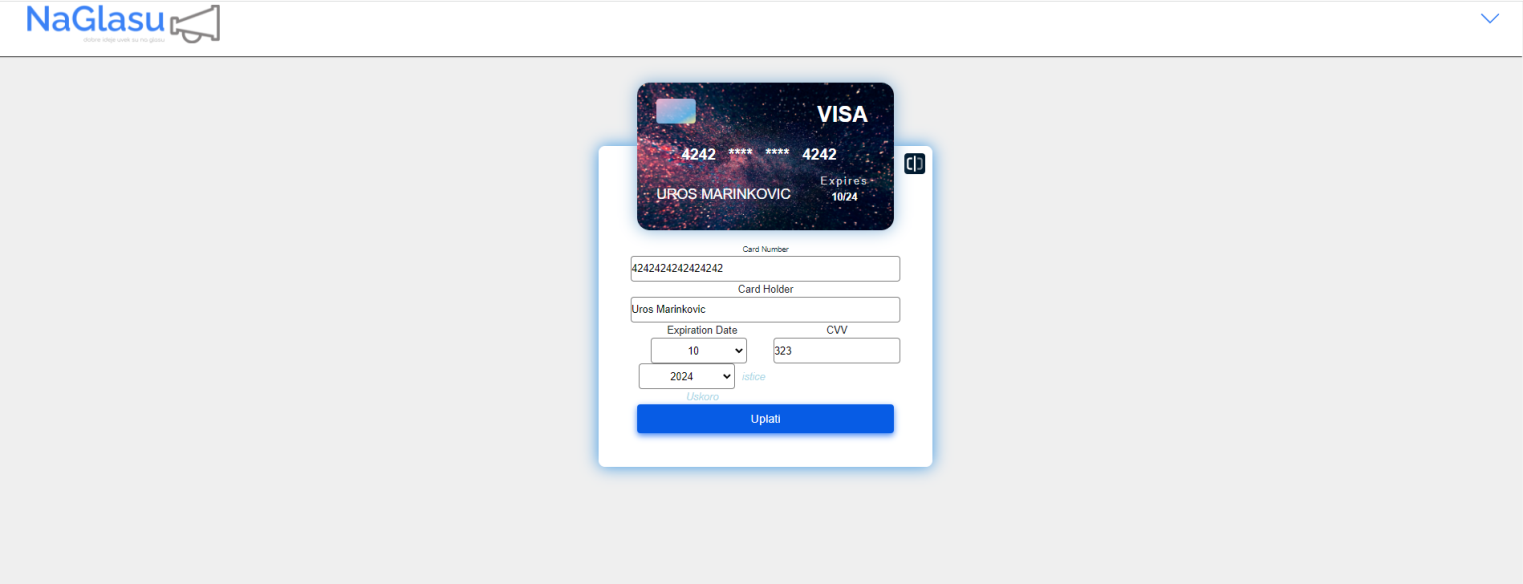 NaGlasu
VISA
4242 **** **** 4242
Expires
UROS MARINKOVIC
10/24
Card Number
4242424242424242
Card Holder
Uros Marinkovic
Expiration Date CVV
10 323
2024 istice
Uskoro
Uplati